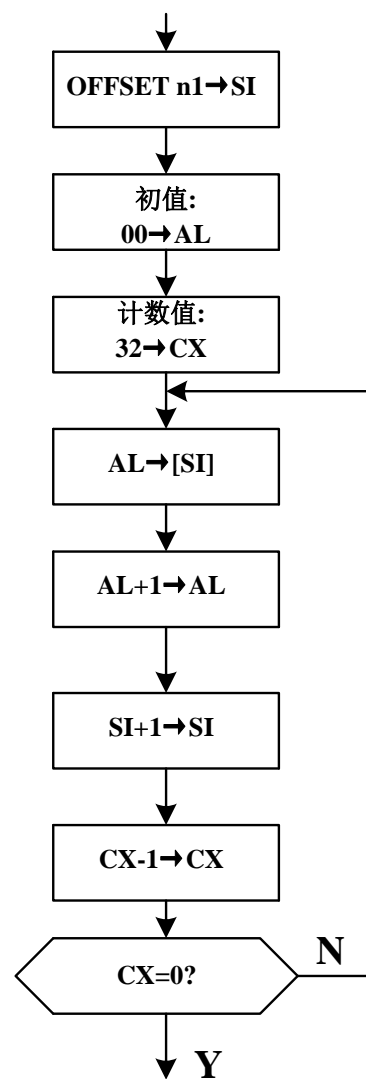 OFFSET n1→SI
初值:
00→AL
计数值:
32→CX
AL→[SI]
AL+1→AL
SI+1→SI
CX-1→CX
CX=0?
N
Y